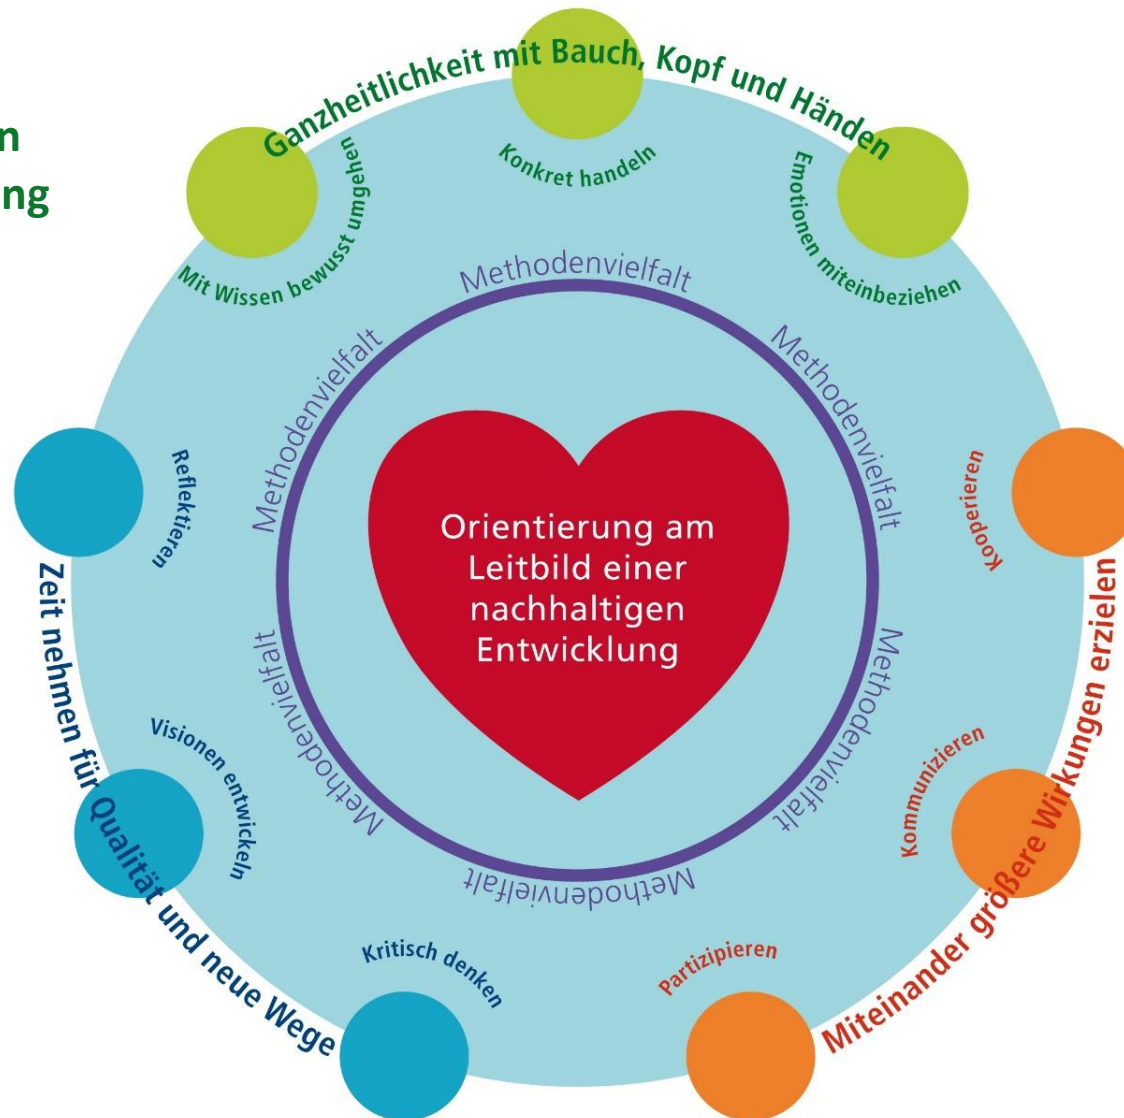 n
ng
Ganzheitlichkeit mit Bauch, Kopf und Händen
Mit Wissen bewusst umgehen
Konkret handeln
Emotionen miteinbeziehen
Methodenvielfalt
Methodenvielfalt
Methodenvielfalt
Reflektieren
Kooperieren
Orientierung am
Leitbild einer
nachhaltigen
Entwicklung
Zeit nehmen für Qualität und neue Wege
Miteinander größere Wirkungen erzielen
Methodenvielfalt
Methodenvielfalt
Visionen entwickeln
Kommunizieren
Methodenvielfalt
Kritisch denken
Partizipieren